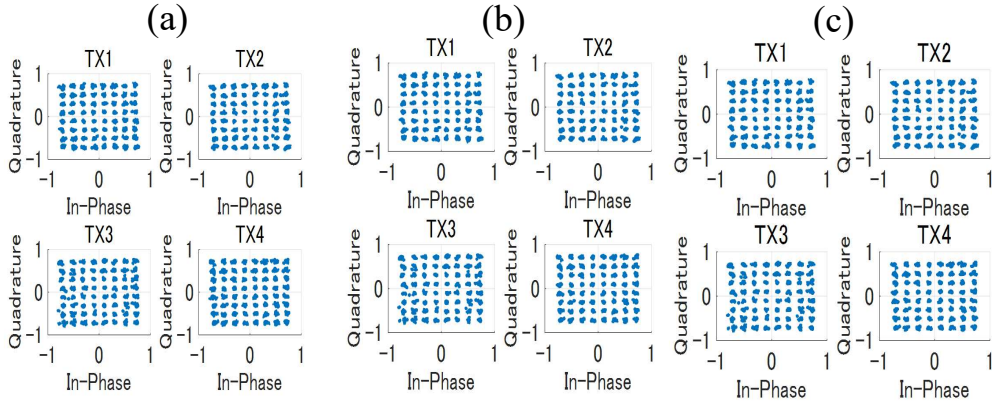 (a)
TX1
Quadrature
1
0
−1
TX2
Quadrature
1
0
−1
−1 0 1
In-Phase
−1 0 1
In-Phase
TX3
Quadrature
1
0
−1
TX4
Quadrature
1
0
−1
−1 0 1
In-Phase
−1 0 1
In-Phase
(b)
TX1
Quadrature
1
0
−1
TX2
Quadrature
1
0
−1
−1 0 1
In-Phase
−1 0 1
In-Phase
TX3
Quadrature
1
0
−1
TX4
Quadrature
1
0
−1
−1 0 1
In-Phase
−1 0 1
In-Phase
(c)
TX1
Quadrature
1
0
−1
TX2
Quadrature
1
0
−1
−1 0 1
In-Phase
−1 0 1
In-Phase
TX3
Quadrature
1
0
−1
TX4
Quadrature
1
0
−1
−1 0 1
In-Phase
−1 0 1
In-Phase